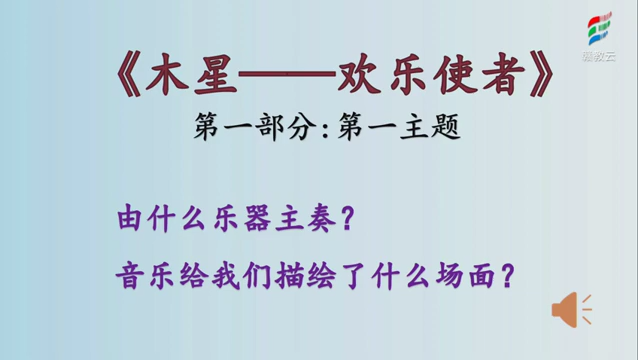 《木星——欢乐使者》
第一部分:第一主题
由什么乐器主奏?
音乐给我们描绘了什么场面?